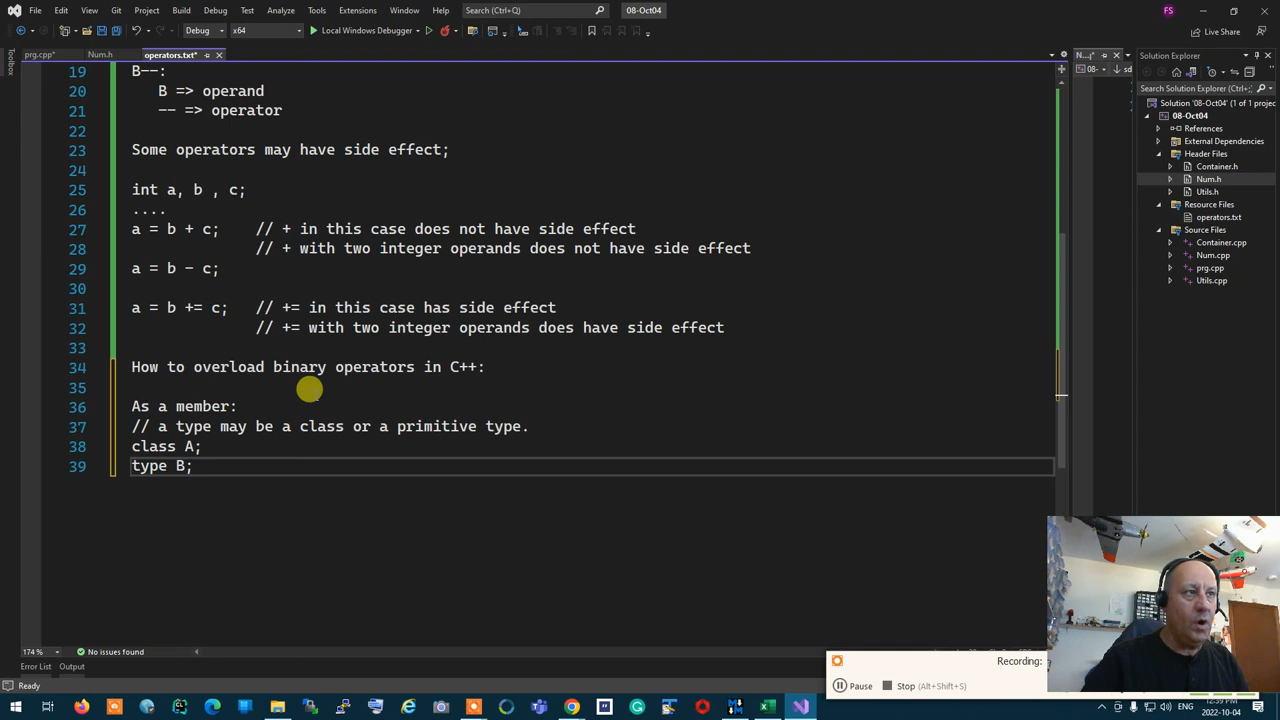 File Edit View Git Project Build Debug Test Analyze Tools Extensions Window Help Search (Ctrl+Q) 08-Oct04 FS
Debug x64 Local Windows Debugger Live Share
prg.cpp* Num.h operators.txt* Solution Explorer
Toolbox
08-
Search Solution Explorer (Ctrl+;)
Solution '08-Oct04' (1 of 1 projec
08-Oct04
References
External Dependencies
Header Files
Container.h
Num.h
Utils.h
Resource Files
operators.txt
Source Files
Container.cpp
Num.cpp
prg.cpp
Utils.cpp
19 B--:
20 B => operand
21 -- => operator
22
23 Some operators may have side effect;
24
25 int a, b , c;
26 ....
27 a = b + c; // + in this case does not have side effect
28 // + with two integer operands does not have side effect
29 a = b - c;
30
31 a = b += c; // += in this case has side effect
32 // += with two integer operands does have side effect
33
34 How to overload binary operators in C++:
35
36 As a member:
37 // a type may be a class or a primitive type.
38 class A;
39 type B;
174 % No issues found
Error List Output
Ready
Recording:
Pause Stop (Alt+Shift+S)
ENG 12:39 PM
2022-10-04